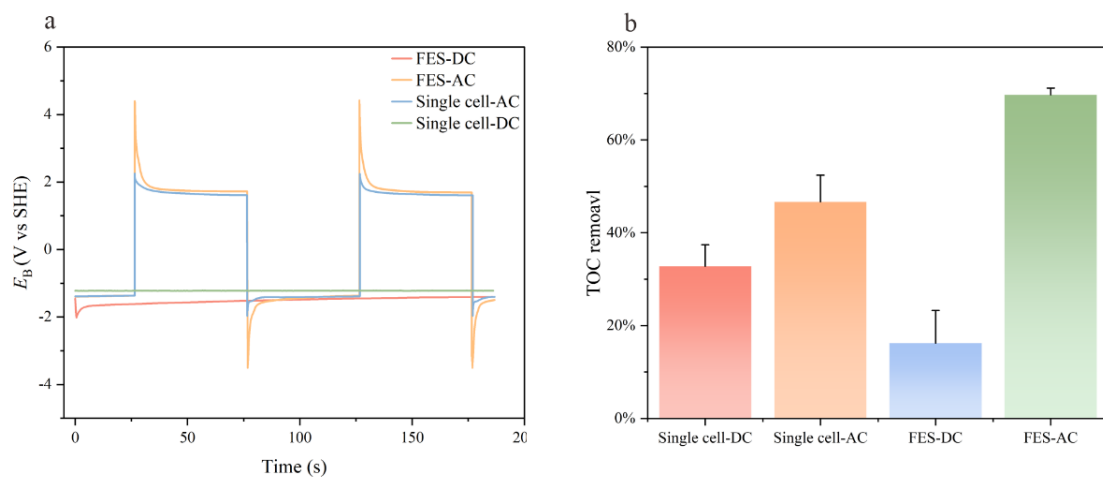 a
6
4
2
0
-2
-4
E_B (V vs SHE)
0
50
100
150
20
Time (s)
FES-DC
FES-AC
Single cell-AC
Single cell-DC
b
80%
60%
40%
20%
0%
TOC remoavl
Single cell-DC
Single cell-AC
FES-DC
FES-AC